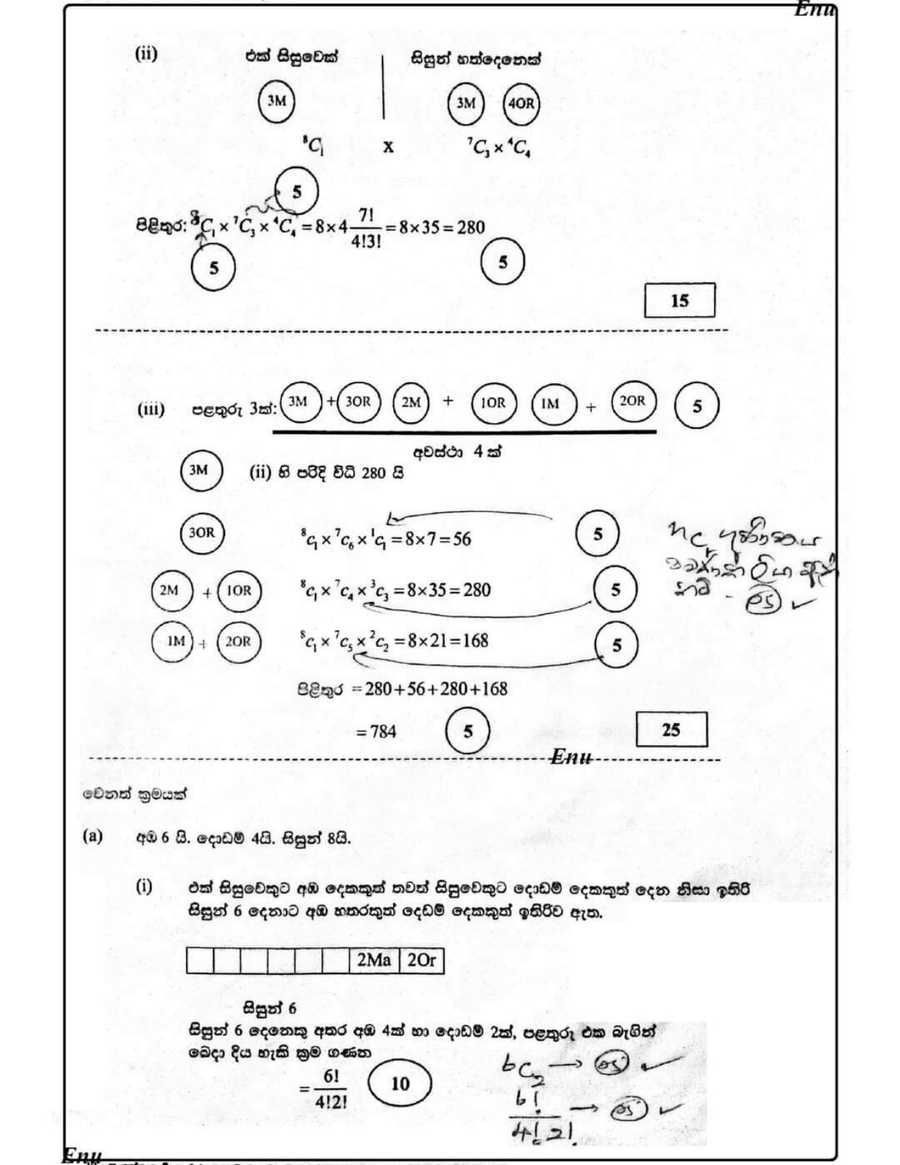 Enu
(ii) එක් සිසුවෙක් සිසුන් හත්දෙනෙක්
3M 3M 4OR
⁸C₁ x ⁷C₃ × ⁴C₄
5
පිළිතුර: ⁸C₁ × ⁷C₃ × ⁴C₄ = 8 × 4 7!/4!3! = 8 × 35 = 280
5 5
15
(iii) පළතුරු 3ක්: 3M + 3OR 2M + 1OR 1M + 2OR 5
අවස්ථා 4 ක්
3M (ii) හි පරිදි විධි 280 යි
3OR ⁸c₁ × ⁷c₆ × ¹c₁ = 8 × 7 = 56 5
2M + 1OR ⁸c₁ × ⁷c₄ × ³c₃ = 8 × 35 = 280 5
1M + 2OR ⁸c₁ × ⁷c₅ × ²c₂ = 8 × 21 = 168 5
පිළිතුර = 280 + 56 + 280 + 168
= 784 5 25
Enu
වෙනත් ක්‍රමයක්
(a) අඹ 6 යි. දොඩම් 4යි. සිසුන් 8යි.
(i) එක් සිසුවෙකුට අඹ දෙකකුත් තවත් සිසුවෙකුට දොඩම් දෙකකුත් දෙන නිසා ඉතිරි
සිසුන් 6 දෙනාට අඹ හතරකුත් දෙඩම් දෙකකුත් ඉතිරිව ඇත.
2Ma 2Or
සිසුන් 6
සිසුන් 6 දෙනෙකු අතර අඹ 4ක් හා දොඩම් 2ක්, පළතුරු එක බැගින්
බෙදා දිය හැකි ක්‍රම ගණන
= 6!/4!2! 10
6C₂ → 05 ✓
6!/4!2! → 05 ✓
Enu